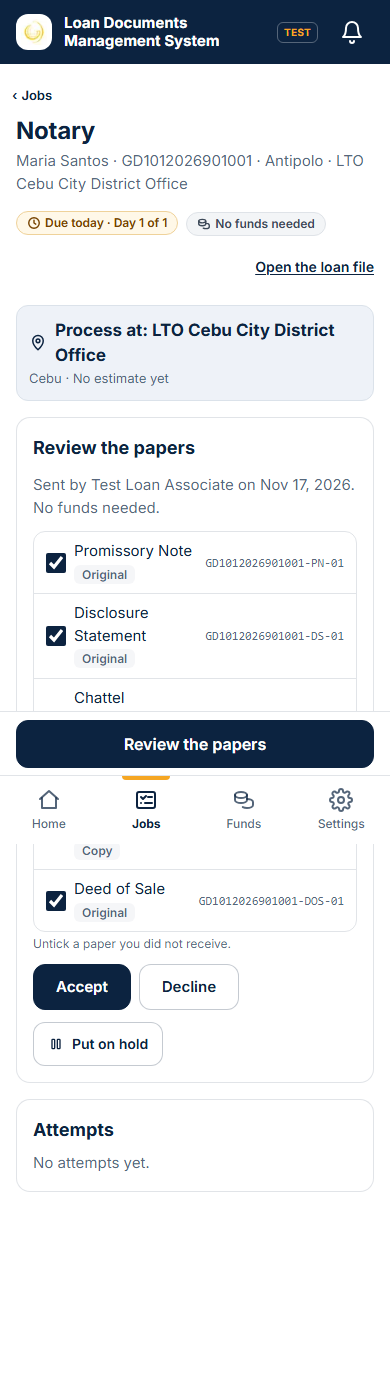 Loan Documents
Management System
TEST
‹ Jobs
Notary
Maria Santos · GD1012026901001 · Antipolo · LTO
Cebu City District Office
Due today · Day 1 of 1
No funds needed
Open the loan file
Process at: LTO Cebu City District
Office
Cebu · No estimate yet
Review the papers
Sent by Test Loan Associate on Nov 17, 2026.
No funds needed.
Promissory Note
Original
GD1012026901001-PN-01
Disclosure
Statement
Original
GD1012026901001-DS-01
Chattel
Review the papers
Home
Jobs
Funds
Settings
Copy
Deed of Sale
Original
GD1012026901001-DOS-01
Untick a paper you did not receive.
Accept
Decline
Put on hold
Attempts
No attempts yet.